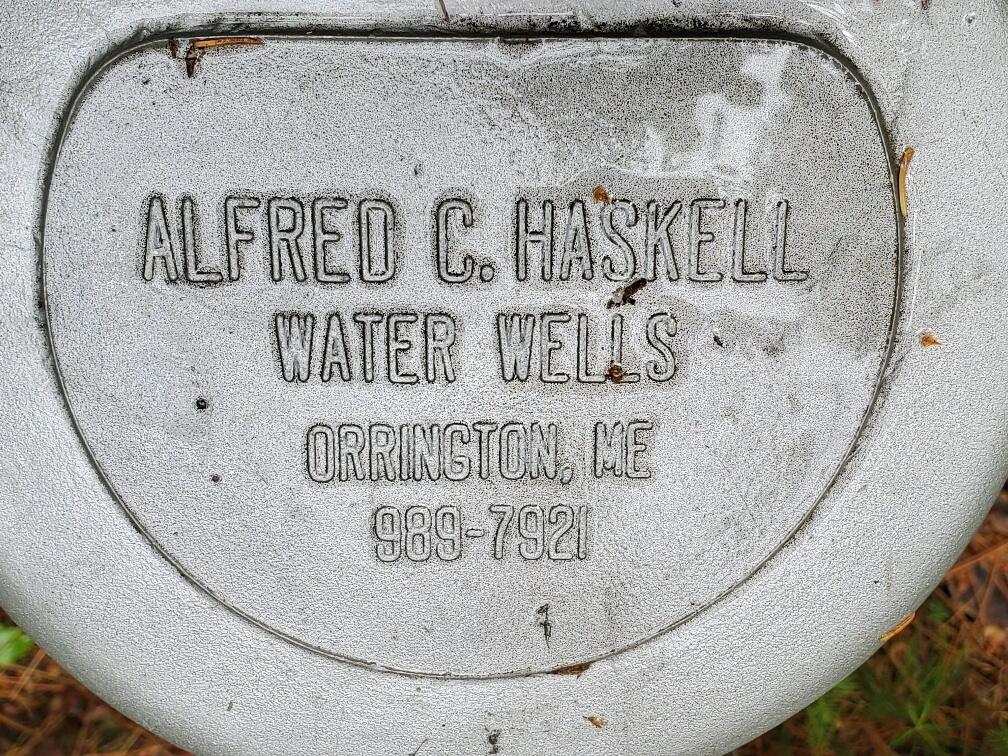 ALFRED C. HASKELL
WATER WELLS
ORRINGTON, ME
989-7921